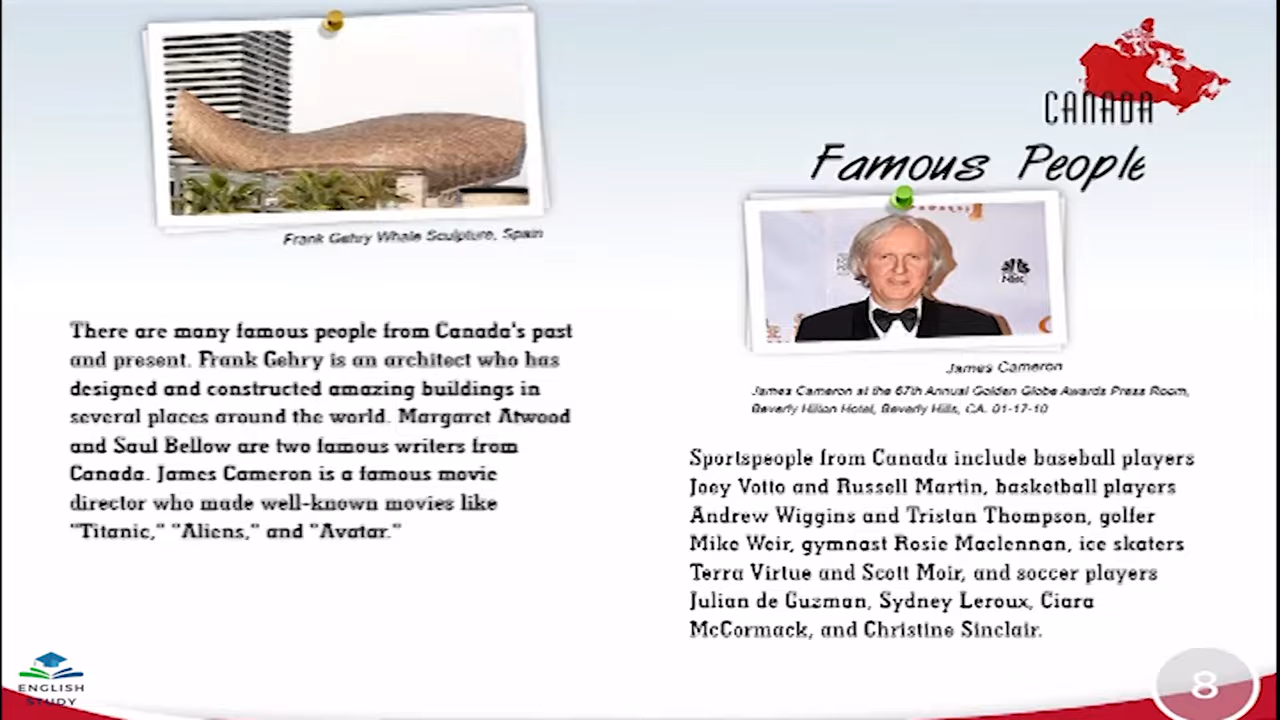 Frank Gehry Whale Sculpture, Spain
There are many famous people from Canada's past
and present. Frank Gehry is an architect who has
designed and constructed amazing buildings in
several places around the world. Margaret Atwood
and Saul Bellow are two famous writers from
Canada. James Cameron is a famous movie
director who made well-known movies like
"Titanic," "Aliens," and "Avatar."
ENGLISH
STUDY
CANADA
Famous People
NBC
James Cameron
James Cameron at the 67th Annual Golden Globe Awards Press Room,
Beverly Hilton Hotel, Beverly Hills, CA. 01-17-10
Sportspeople from Canada include baseball players
Joey Votto and Russell Martin, basketball players
Andrew Wiggins and Tristan Thompson, golfer
Mike Weir, gymnast Rosie Maclennan, ice skaters
Terra Virtue and Scott Moir, and soccer players
Julian de Guzman, Sydney Leroux, Ciara
McCormack, and Christine Sinclair.
8